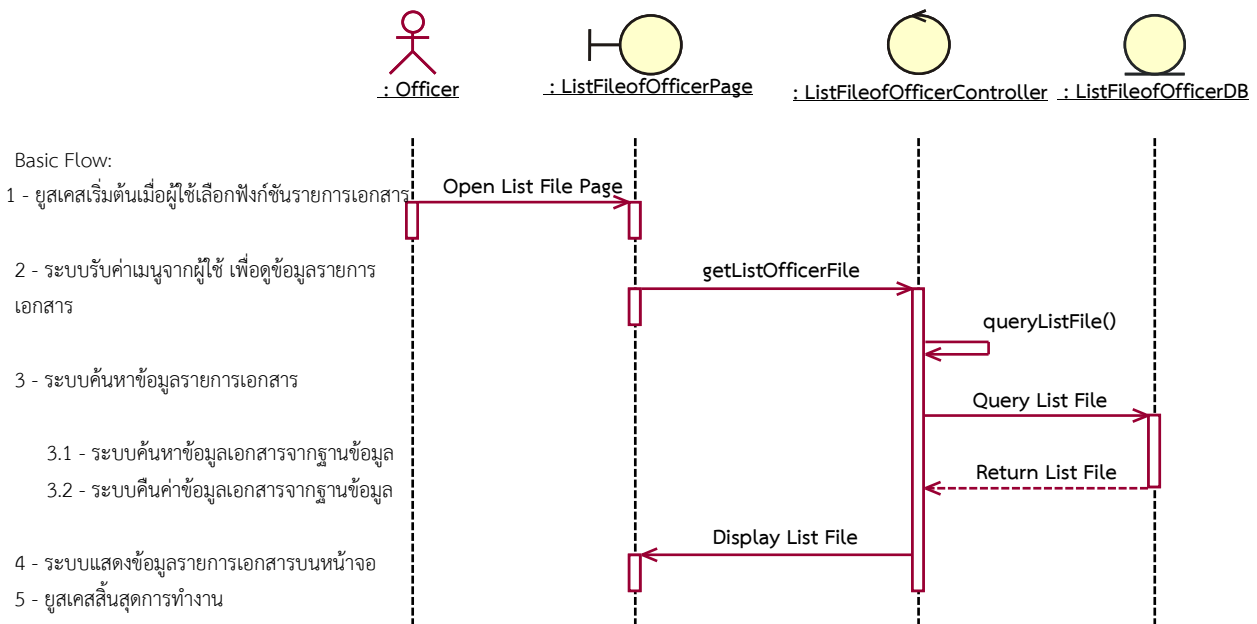 : Officer
: ListFileofOfficerPage
: ListFileofOfficerController
: ListFileofOfficerDB
Basic Flow:
1 - ยูสเคสเริ่มต้นเมื่อผู้ใช้เลือกฟังก์ชันรายการเอกสาร
Open List File Page
2 - ระบบรับค่าเมนูจากผู้ใช้ เพื่อดูข้อมูลรายการ
เอกสาร
getListOfficerFile
queryListFile()
3 - ระบบค้นหาข้อมูลรายการเอกสาร
Query List File
3.1 - ระบบค้นหาข้อมูลเอกสารจากฐานข้อมูล
Return List File
3.2 - ระบบคืนค่าข้อมูลเอกสารจากฐานข้อมูล
Display List File
4 - ระบบแสดงข้อมูลรายการเอกสารบนหน้าจอ
5 - ยูสเคสสิ้นสุดการทำงาน